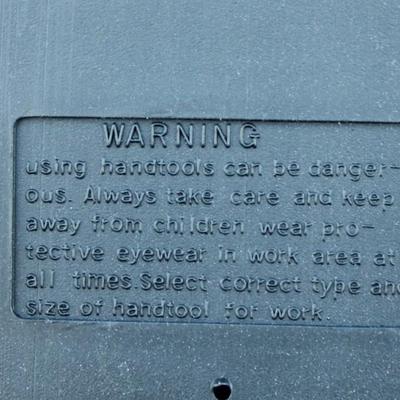 WARNING
using handtools can be danger-
ous. Always take care and keep
away from children wear pro-
tective eyewear in work area at
all times.Select correct type and
size of handtool for work.